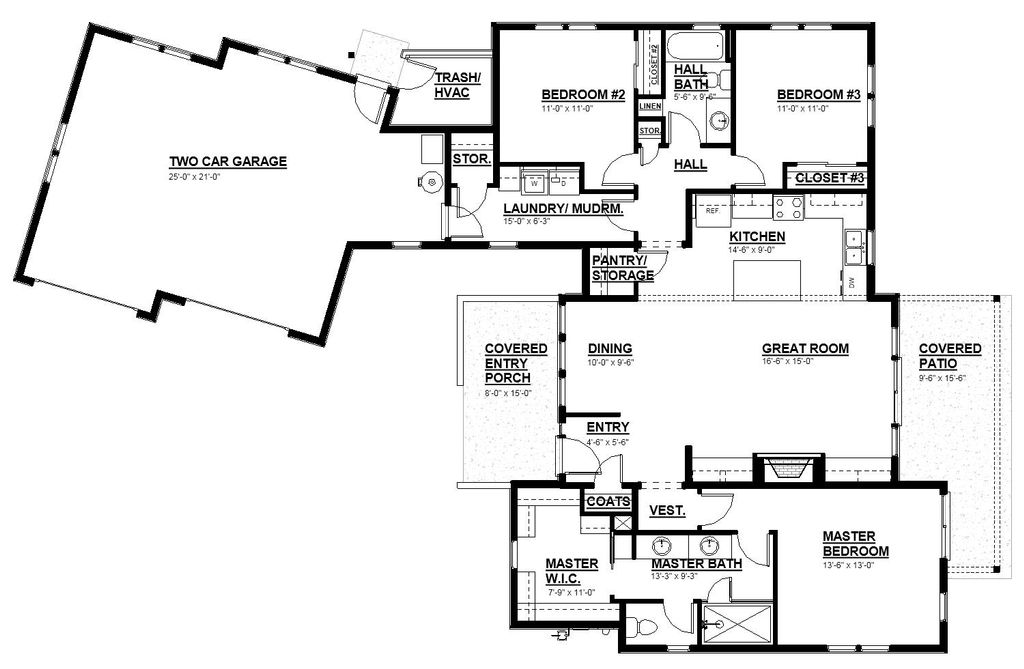 TRASH/
HVAC
BEDROOM #2
11'-0" x 11'-0"
CLOSET #2
HALL
BATH
5'-6" x 9'-6"
LINEN
STOR.
BEDROOM #3
11'-0" x 11'-0"
TWO CAR GARAGE
25'-0" x 21'-0"
STOR.
W
D
HALL
CLOSET #3
LAUNDRY/ MUDRM.
15'-0" x 6'-3"
REF.
KITCHEN
14'-6" x 9'-0"
DW
PANTRY/
STORAGE
COVERED
ENTRY
PORCH
8'-0" x 15'-0"
DINING
10'-0" x 9'-6"
GREAT ROOM
16'-6" x 15'-0"
COVERED
PATIO
9'-6" x 15'-6"
ENTRY
4'-6" x 5'-6"
COATS
VEST.
MASTER
W.I.C.
7'-9" x 11'-0"
MASTER BATH
13'-3" x 9'-3"
MASTER
BEDROOM
13'-6" x 13'-0"